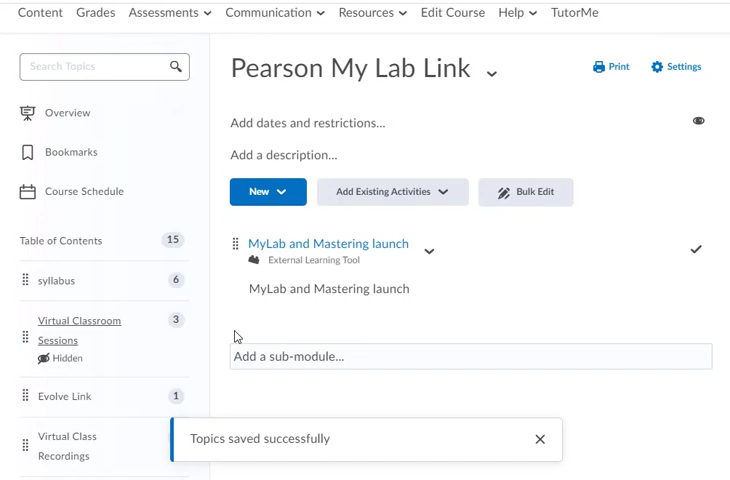 Content Grades Assessments Communication Resources Edit Course Help TutorMe
Search Topics
Overview
Bookmarks
Course Schedule
Table of Contents 15
syllabus 6
Virtual Classroom 3
Sessions
Hidden
Evolve Link 1
Virtual Class
Recordings
Pearson My Lab Link
Print Settings
Add dates and restrictions...
Add a description...
New Add Existing Activities Bulk Edit
MyLab and Mastering launch
External Learning Tool
MyLab and Mastering launch
Add a sub-module...
Topics saved successfully